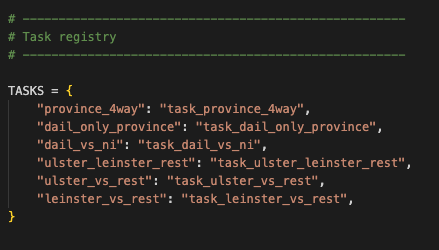 # -----------------------------------------------------
# Task registry
# -----------------------------------------------------
TASKS = {
    "province_4way": "task_province_4way",
    "dail_only_province": "task_dail_only_province",
    "dail_vs_ni": "task_dail_vs_ni",
    "ulster_leinster_rest": "task_ulster_leinster_rest",
    "ulster_vs_rest": "task_ulster_vs_rest",
    "leinster_vs_rest": "task_leinster_vs_rest",
}